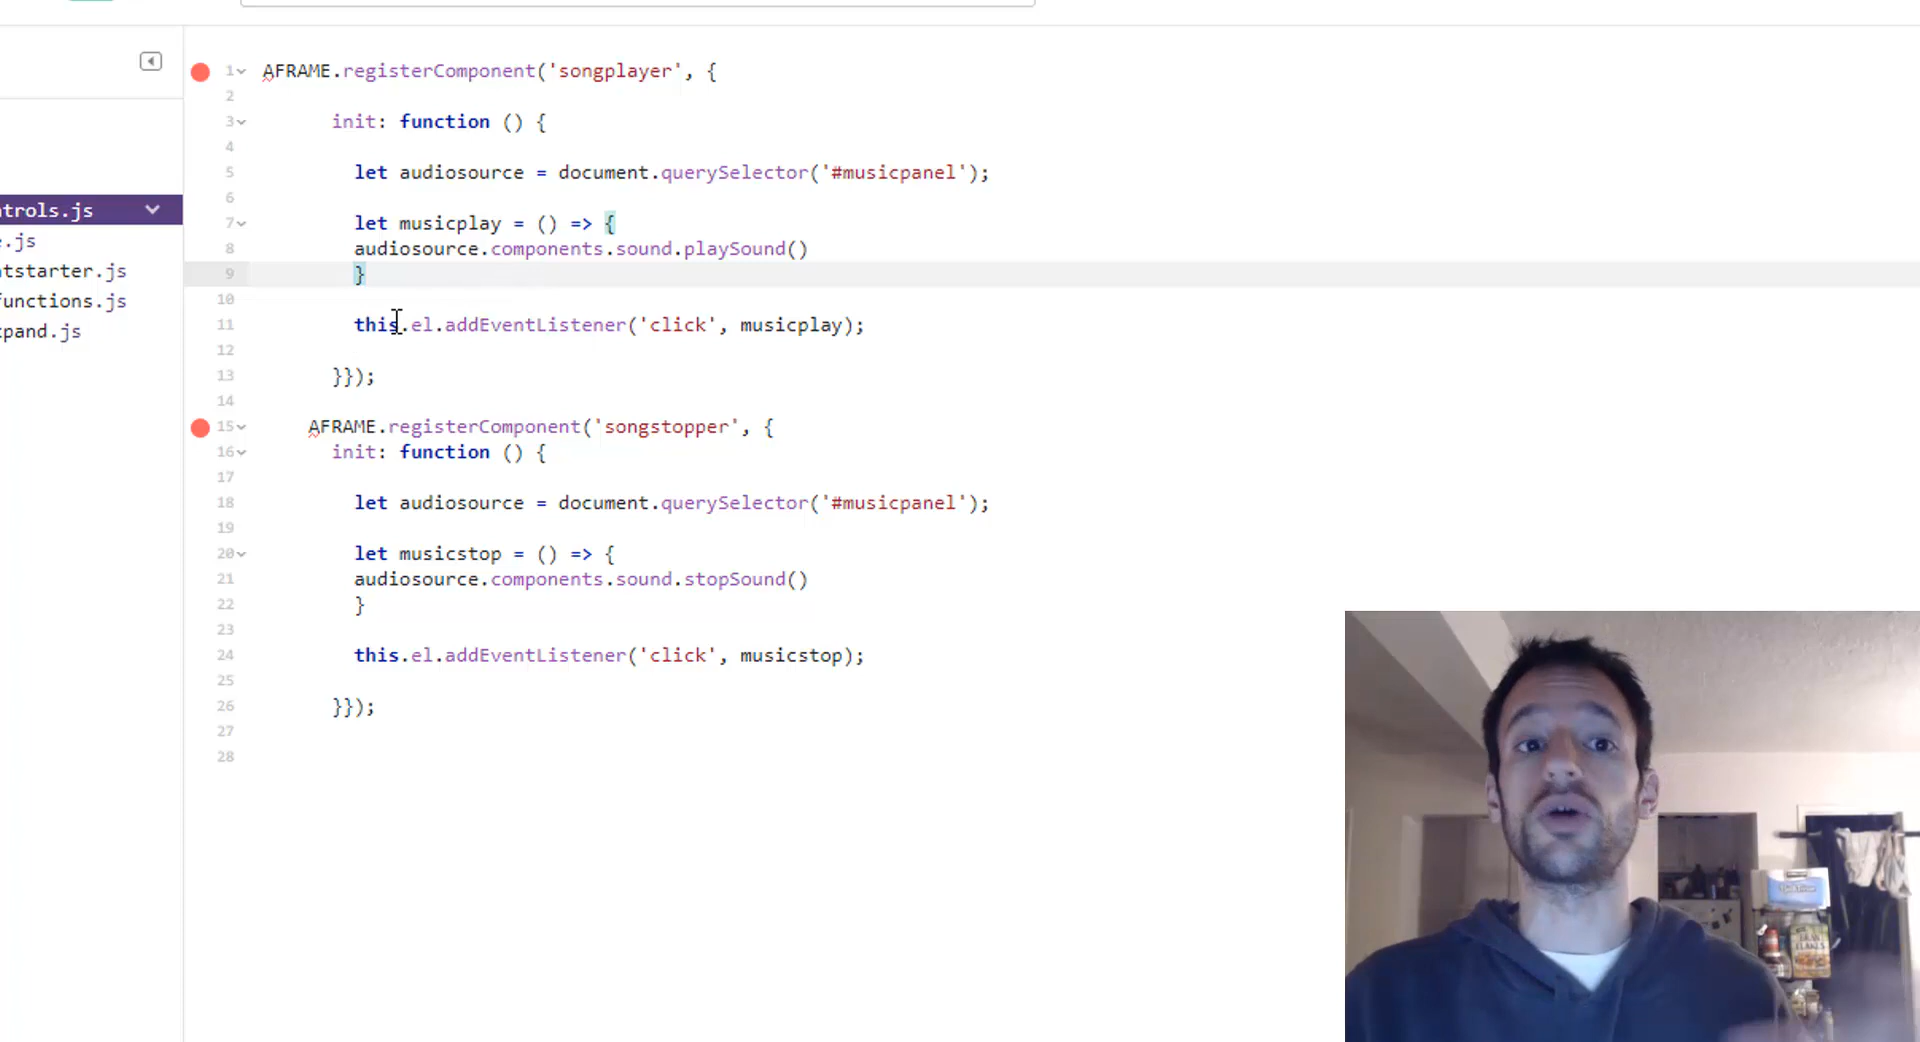 1 AFRAME.registerComponent('songplayer', {
2
3 init: function () {
4
5 let audiosource = document.querySelector('#musicpanel');
6
7 let musicplay = () => {
8 audiosource.components.sound.playSound()
9 }
10
11 this.el.addEventListener('click', musicplay);
12
13 }});
14
15 AFRAME.registerComponent('songstopper', {
16 init: function () {
17
18 let audiosource = document.querySelector('#musicpanel');
19
20 let musicstop = () => {
21 audiosource.components.sound.stopSound()
22 }
23
24 this.el.addEventListener('click', musicstop);
25
26 }});
27
28
trols.js
.js
tstarter.js
functions.js
pand.js
BRAN
FLAKES